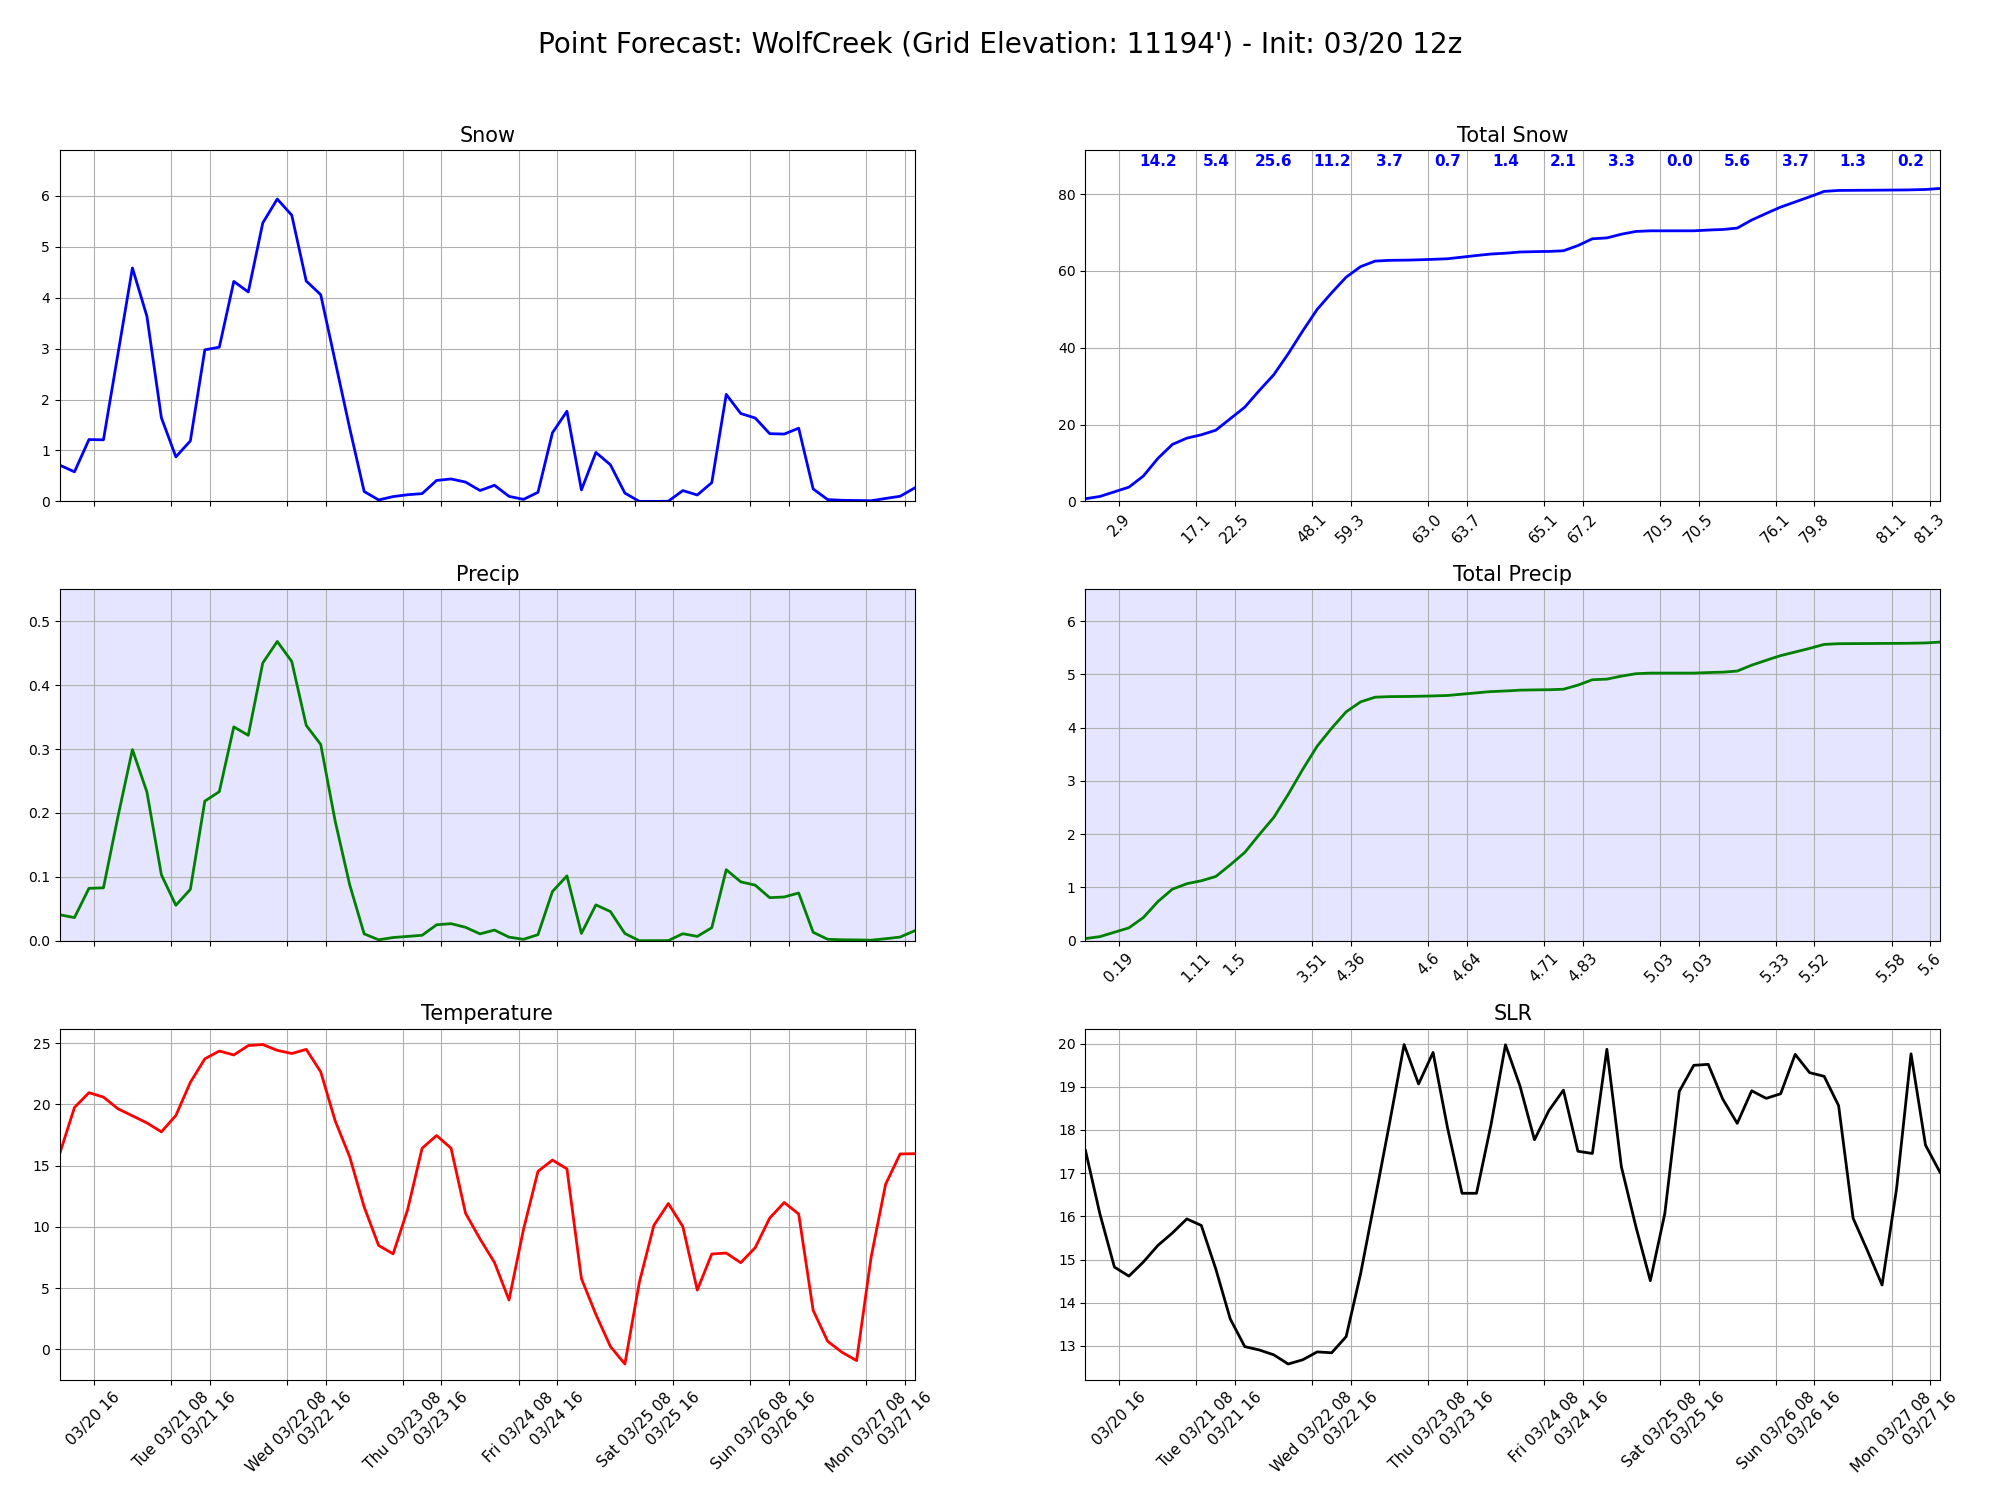 Point Forecast: WolfCreek (Grid Elevation: 11194') - Init: 03/20 12z
Snow
6
5
4
3
2
1
0
Total Snow
14.2 5.4 25.6 11.2 3.7 0.7 1.4 2.1 3.3 0.0 5.6 3.7 1.3 0.2
80
60
40
20
0
2.9 17.1 22.5 48.1 59.3 63.0 63.7 65.1 67.2 70.5 70.5 76.1 79.8 81.1 81.3
Precip
0.5
0.4
0.3
0.2
0.1
0.0
Total Precip
6
5
4
3
2
1
0
0.19 1.11 1.5 3.51 4.36 4.6 4.64 4.71 4.83 5.03 5.03 5.33 5.52 5.58 5.6
Temperature
25
20
15
10
5
0
03/20 16
Tue 03/21 08
03/21 16
Wed 03/22 08
03/22 16
Thu 03/23 08
03/23 16
Fri 03/24 08
03/24 16
Sat 03/25 08
03/25 16
Sun 03/26 08
03/26 16
Mon 03/27 08
03/27 16
SLR
20
19
18
17
16
15
14
13
03/20 16
Tue 03/21 08
03/21 16
Wed 03/22 08
03/22 16
Thu 03/23 08
03/23 16
Fri 03/24 08
03/24 16
Sat 03/25 08
03/25 16
Sun 03/26 08
03/26 16
Mon 03/27 08
03/27 16